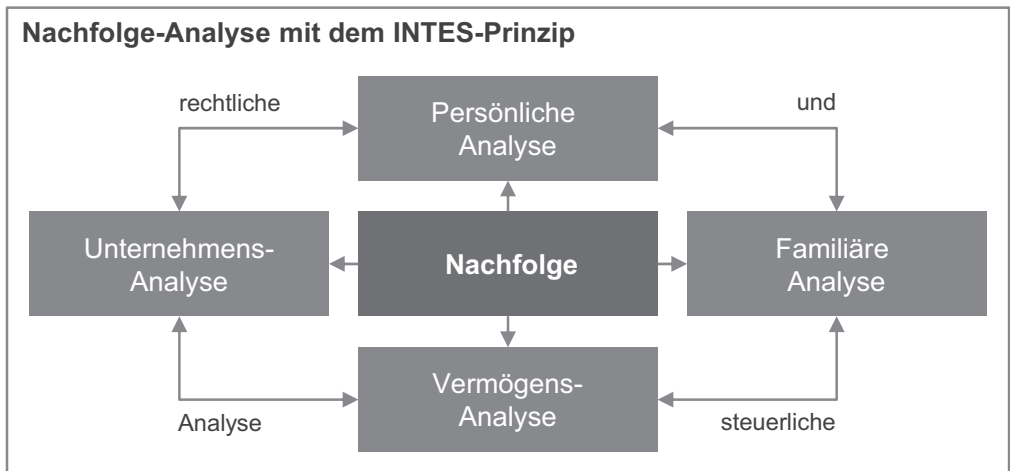 Nachfolge-Analyse mit dem INTES-Prinzip
rechtliche
Persönliche
Analyse
und
Unternehmens-
Analyse
Nachfolge
Familiäre
Analyse
Analyse
Vermögens-
Analyse
steuerliche